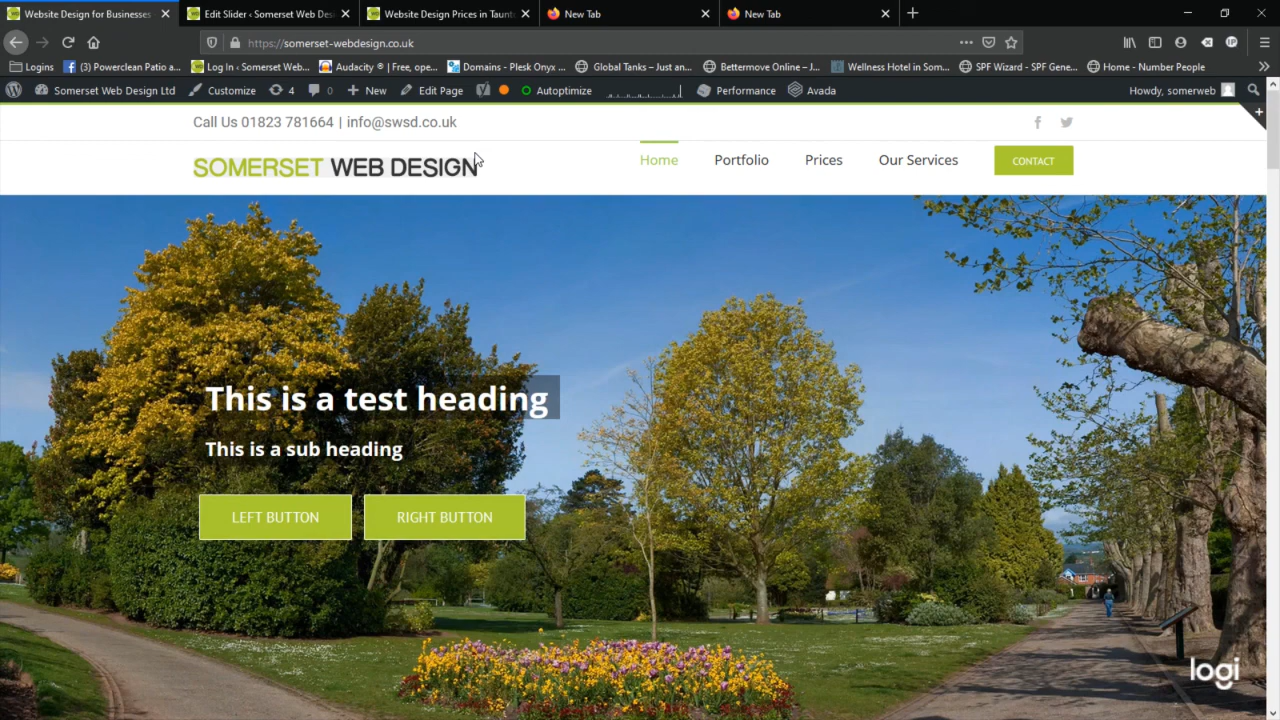 Website Design for Businesses
Edit Slider ‹ Somerset Web Des
Website Design Prices in Taunt
New Tab
New Tab
https://somerset-webdesign.co.uk
Logins
(3) Powerclean Patio a...
Log In ‹ Somerset Web...
Audacity ® | Free, ope...
Domains - Plesk Onyx ...
Global Tanks – Just an...
Bettermove Online – J...
Wellness Hotel in Som...
SPF Wizard - SPF Gene...
Home - Number People
Somerset Web Design Ltd
Customize
4
0
New
Edit Page
Autoptimize
Performance
Avada
Howdy, someweb
Call Us 01823 781664 | info@swsd.co.uk
SOMERSET WEB DESIGN
Home
Portfolio
Prices
Our Services
CONTACT
This is a test heading
This is a sub heading
LEFT BUTTON
RIGHT BUTTON
logi